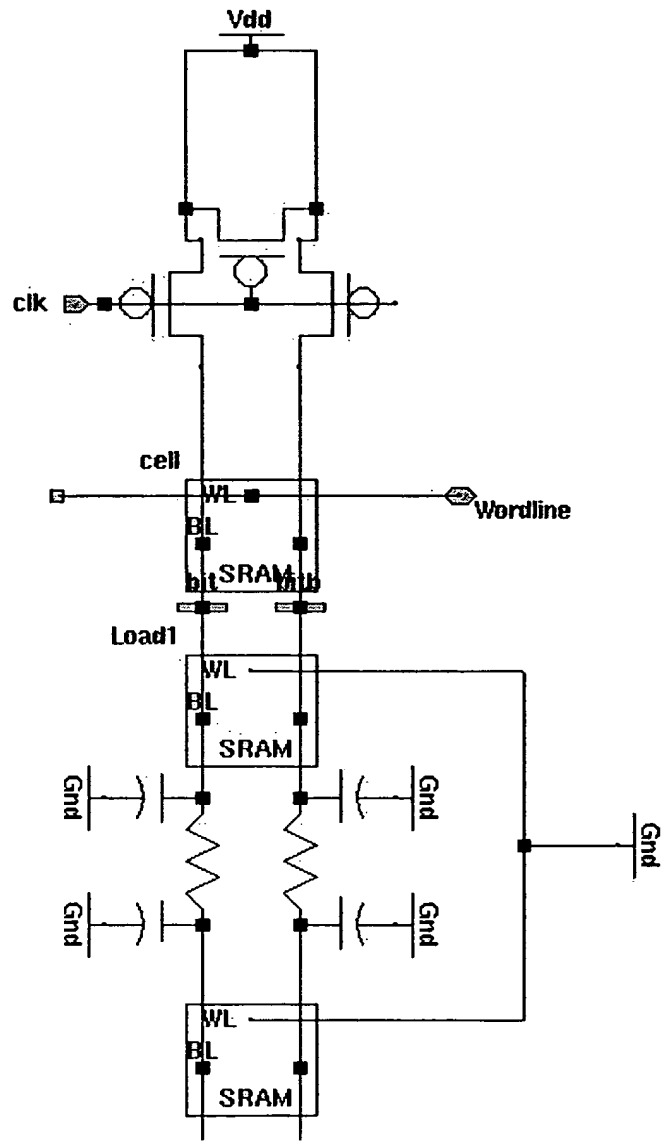 Vdd
clk
cell
WL
Wordline
BL
SRAM
bit
bitb
Load1
WL
BL
SRAM
Gnd
Gnd
Gnd
Gnd
Gnd
WL
BL
SRAM